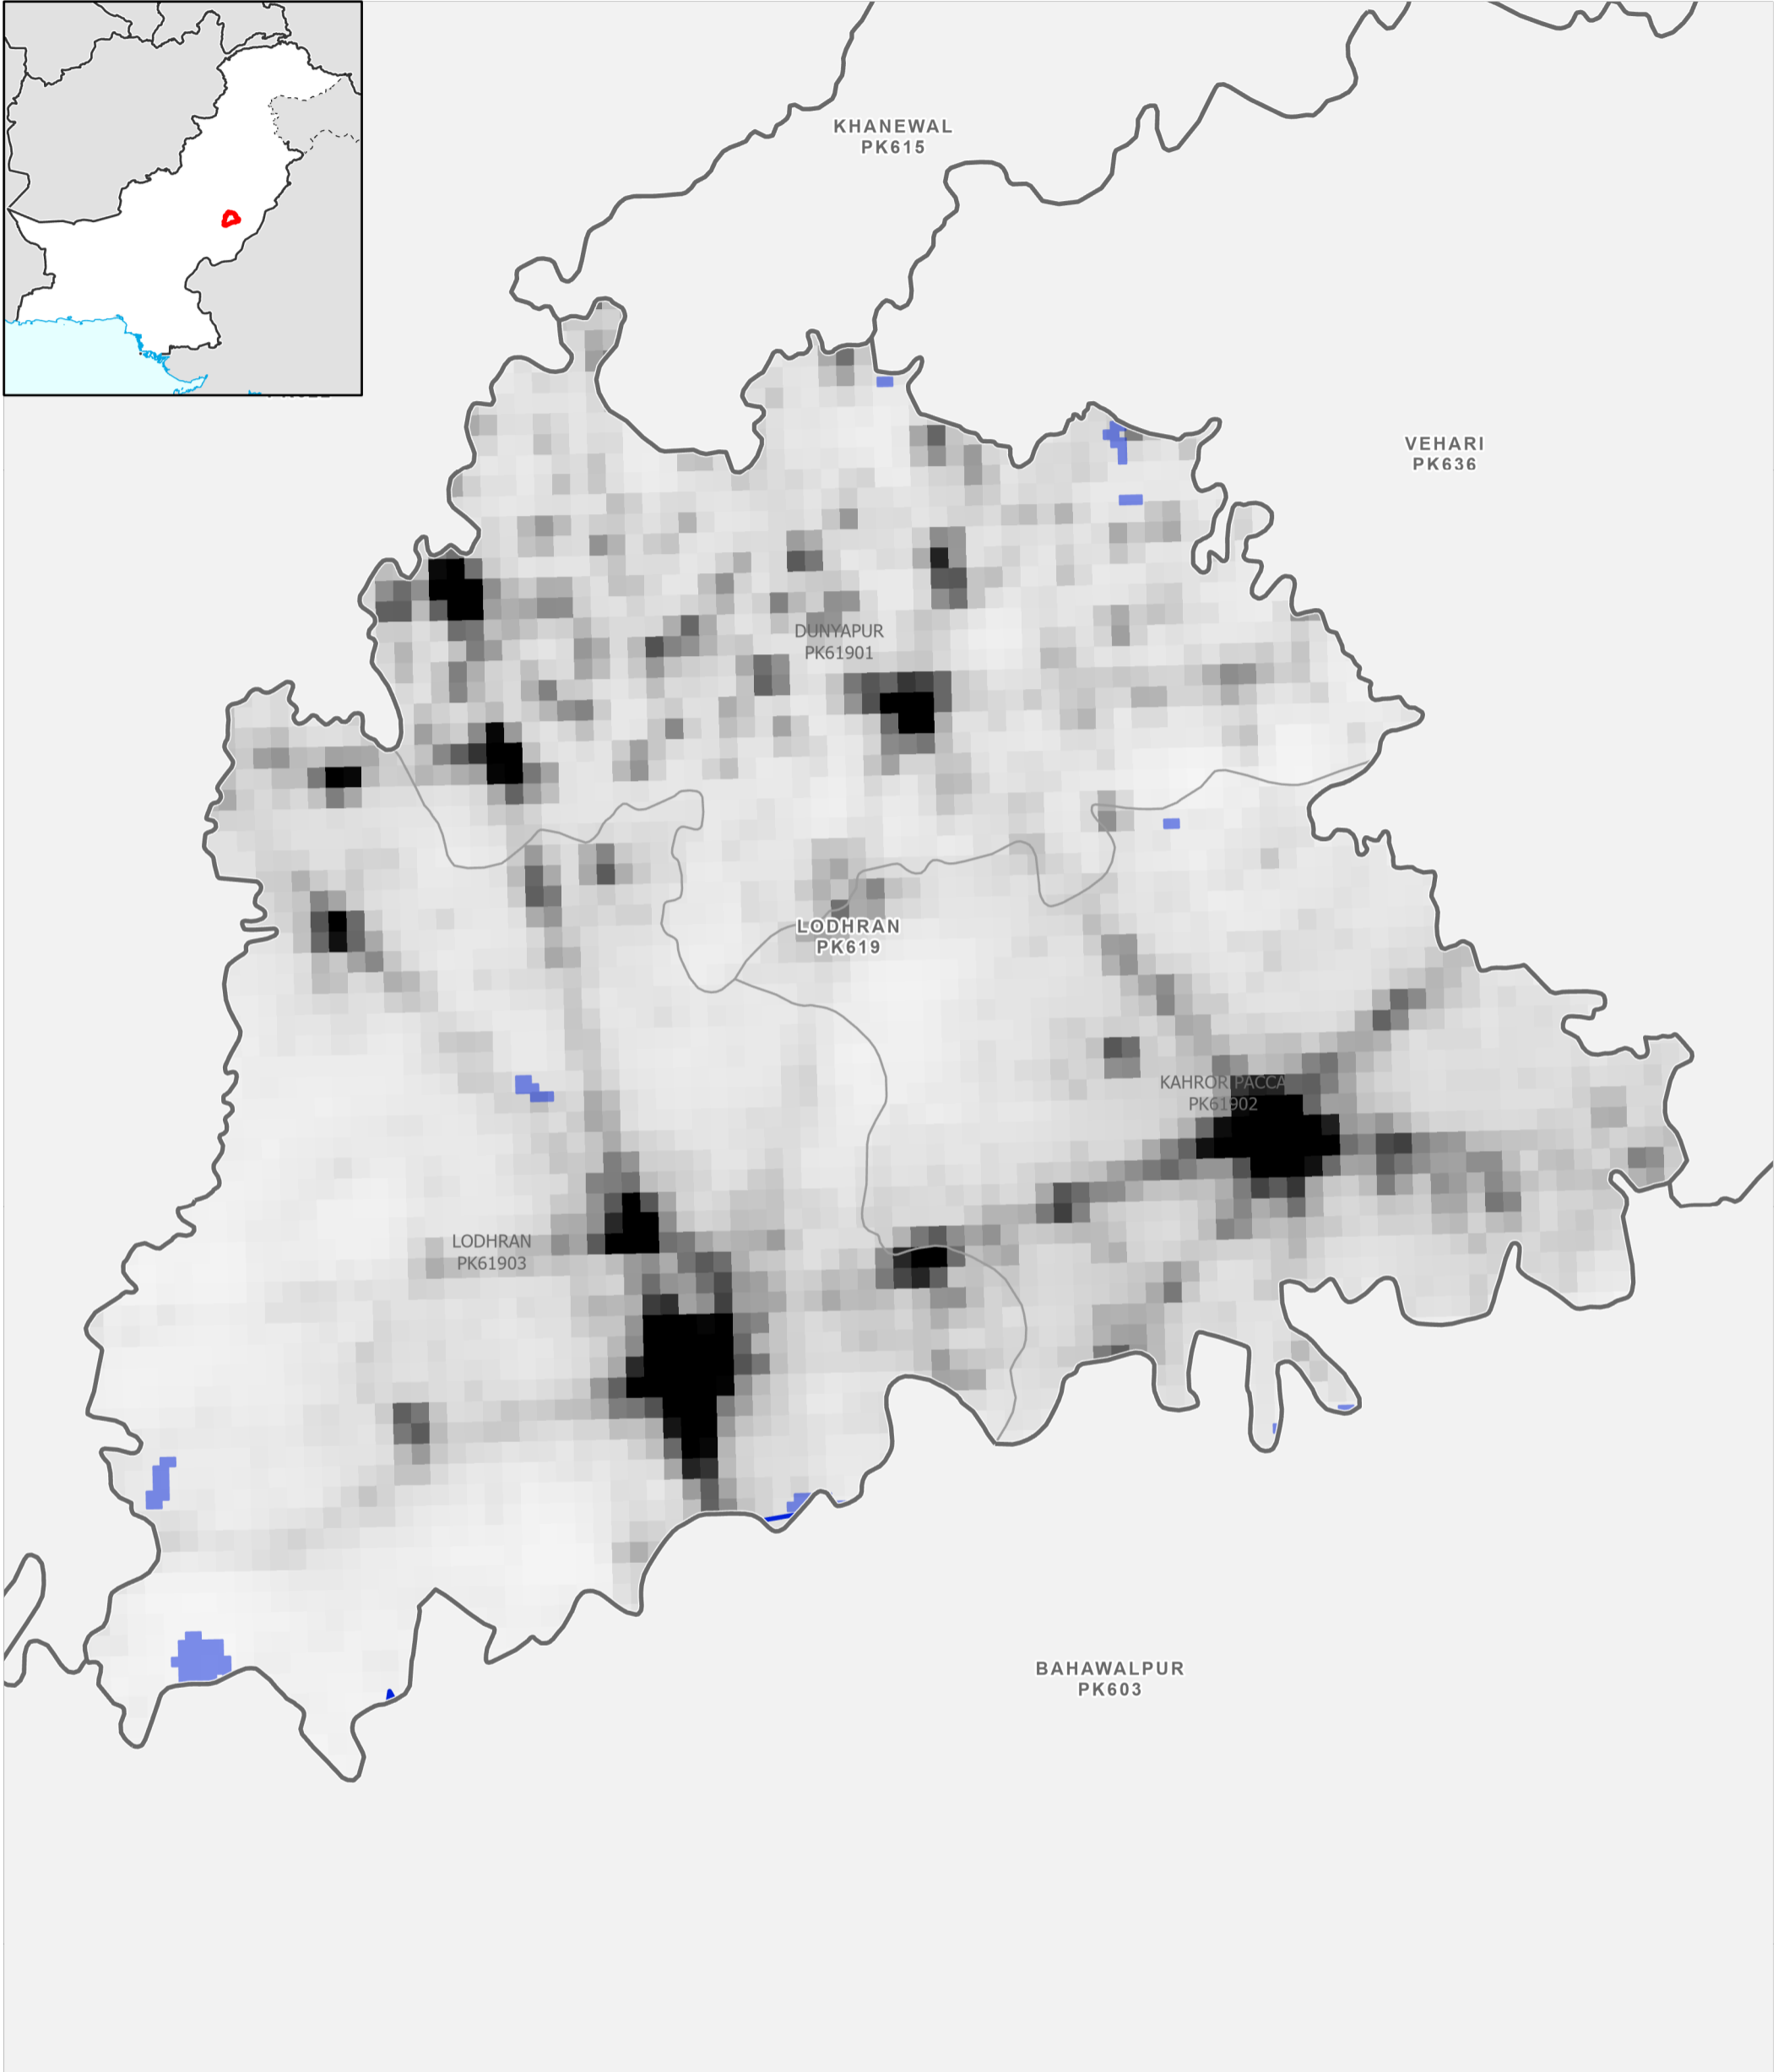 KHANEWAL
PK615
VEHARI
PK636
DUNYAPUR
PK61901
LODHRAN
PK619
KAHROR PACCA
PK61902
LODHRAN
PK61903
BAHAWALPUR
PK603